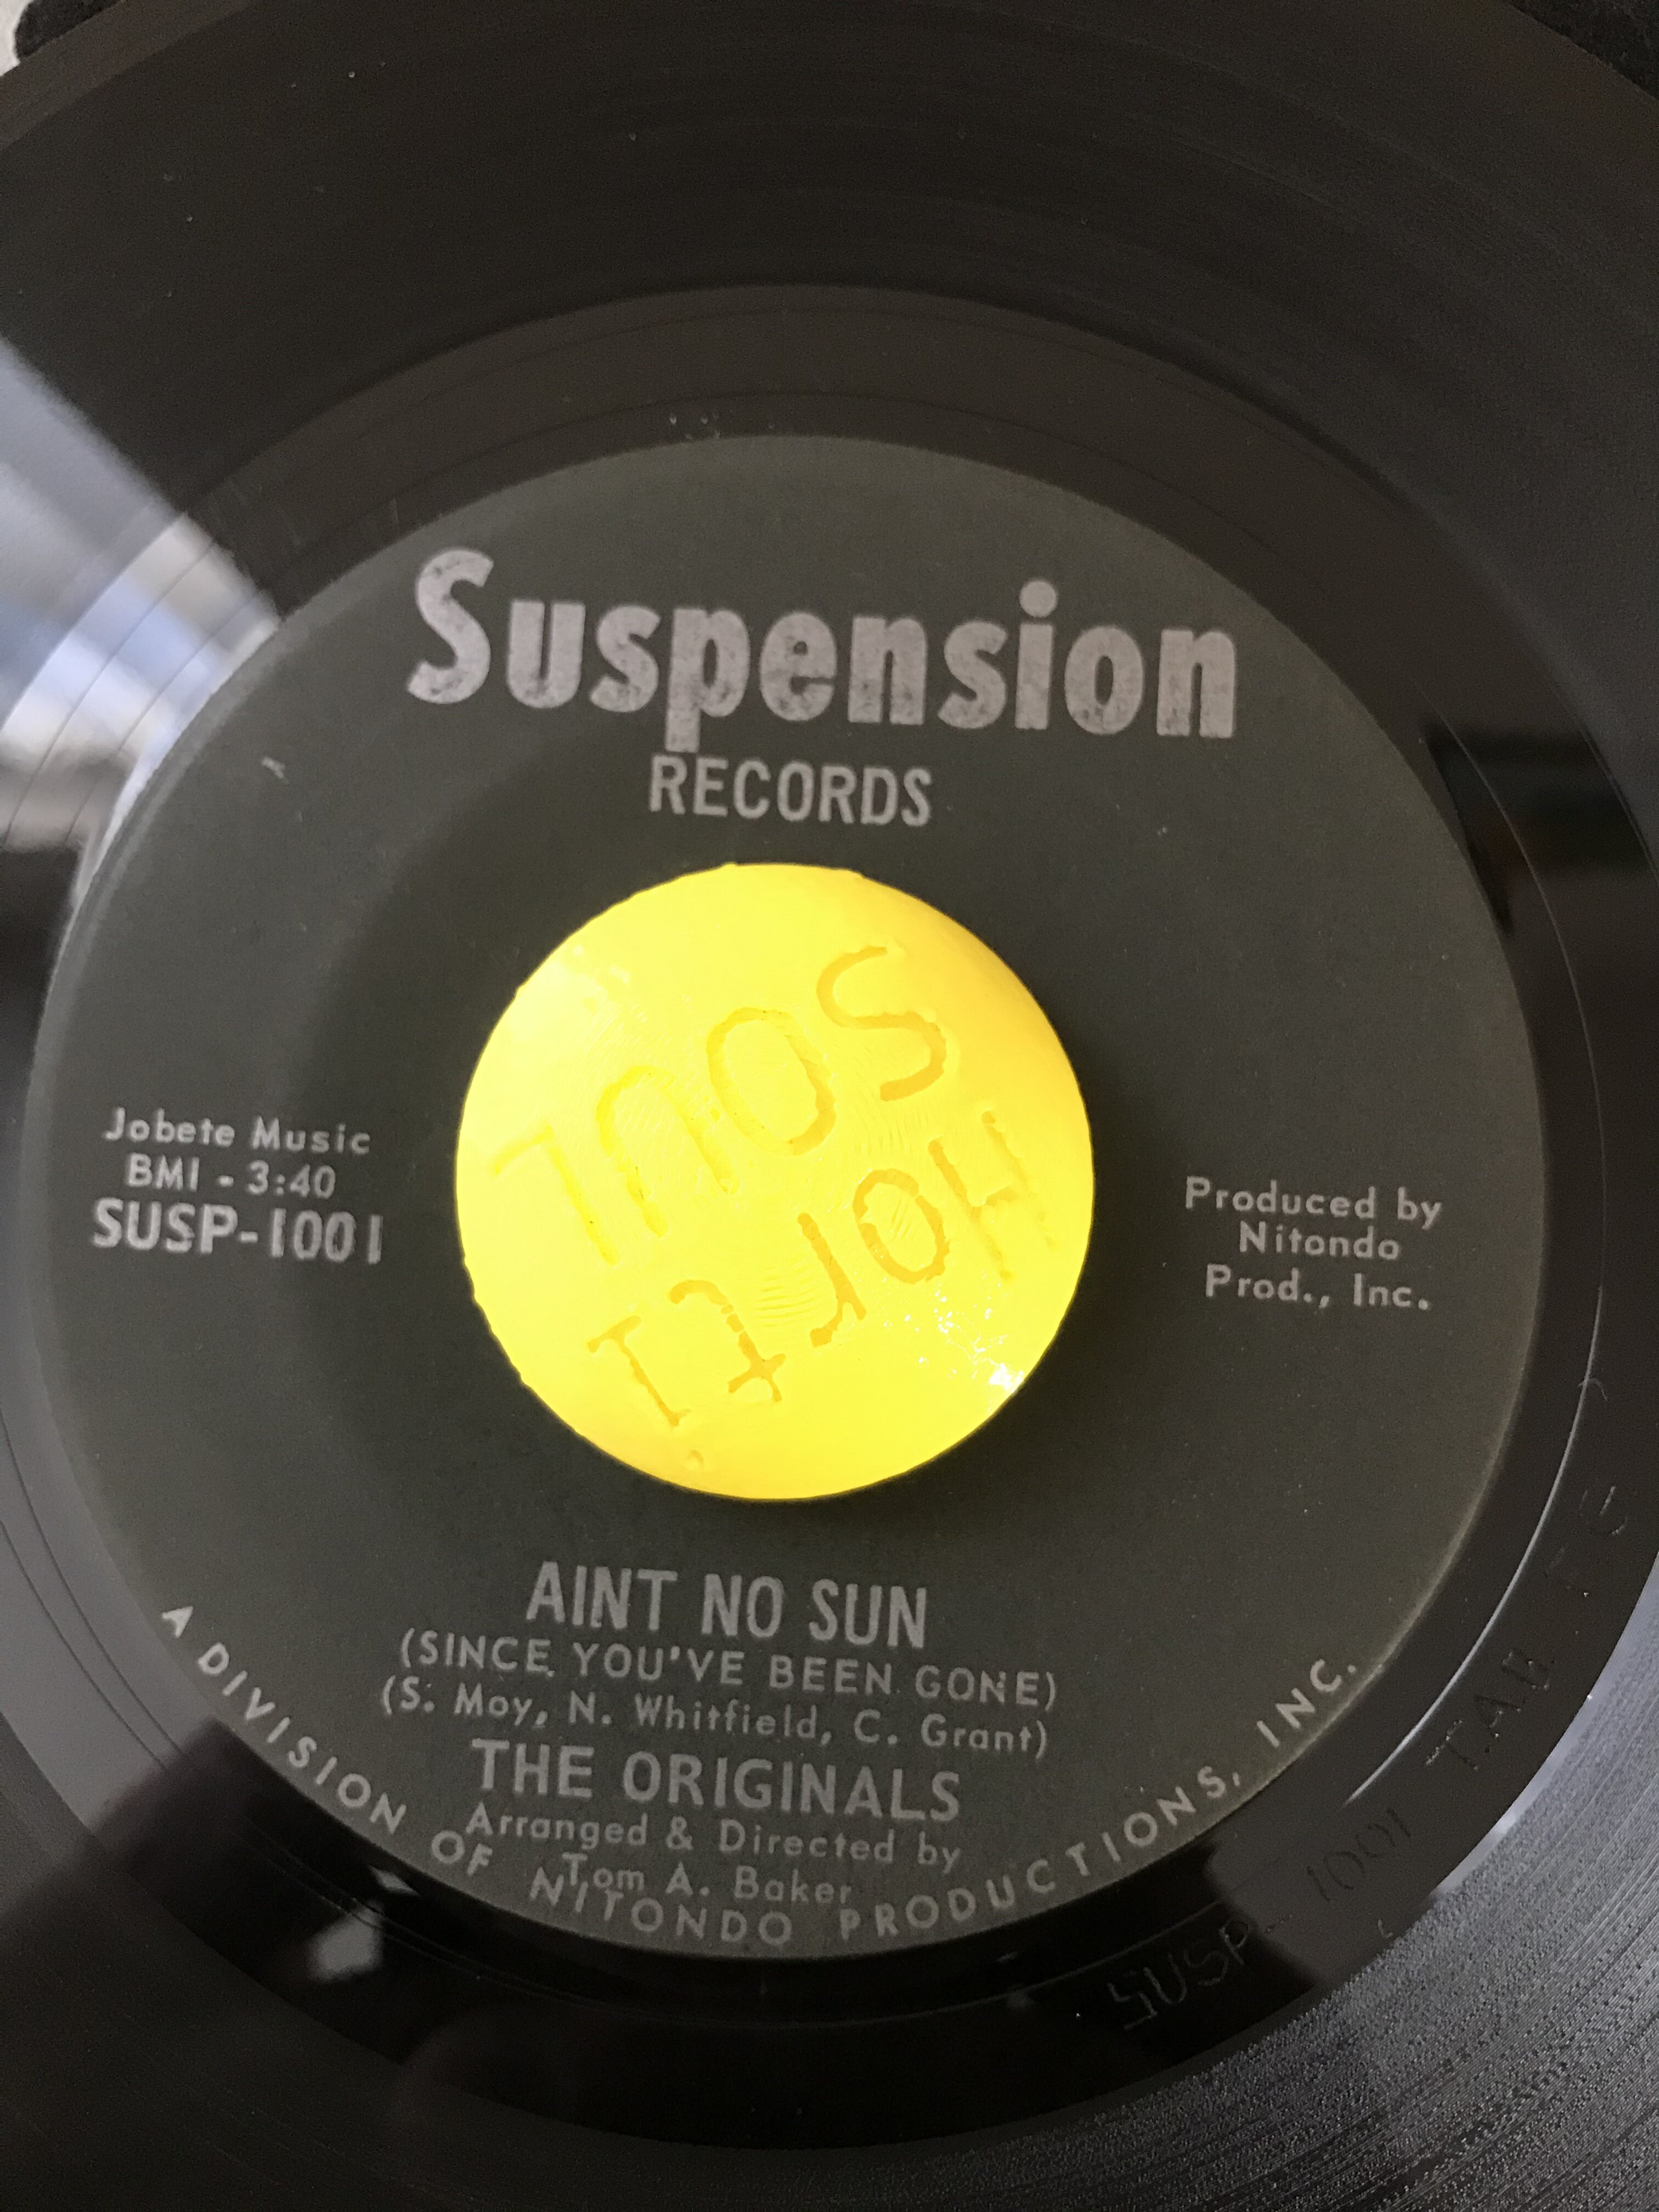 Suspension
RECORDS
SOUL
Jobete Music
BMI - 3:40
SUSP-1001
Produced by
Nitondo
Prod., Inc.
AINT NO SUN
(SINCE YOU'VE BEEN GONE)
(S. Moy, N. Whitfield, C. Grant)
THE ORIGINALS
Arranged & Directed by
Tom A. Baker
A DIVISION OF NITONDO PRODUCTIONS, INC.
SUSP-1001